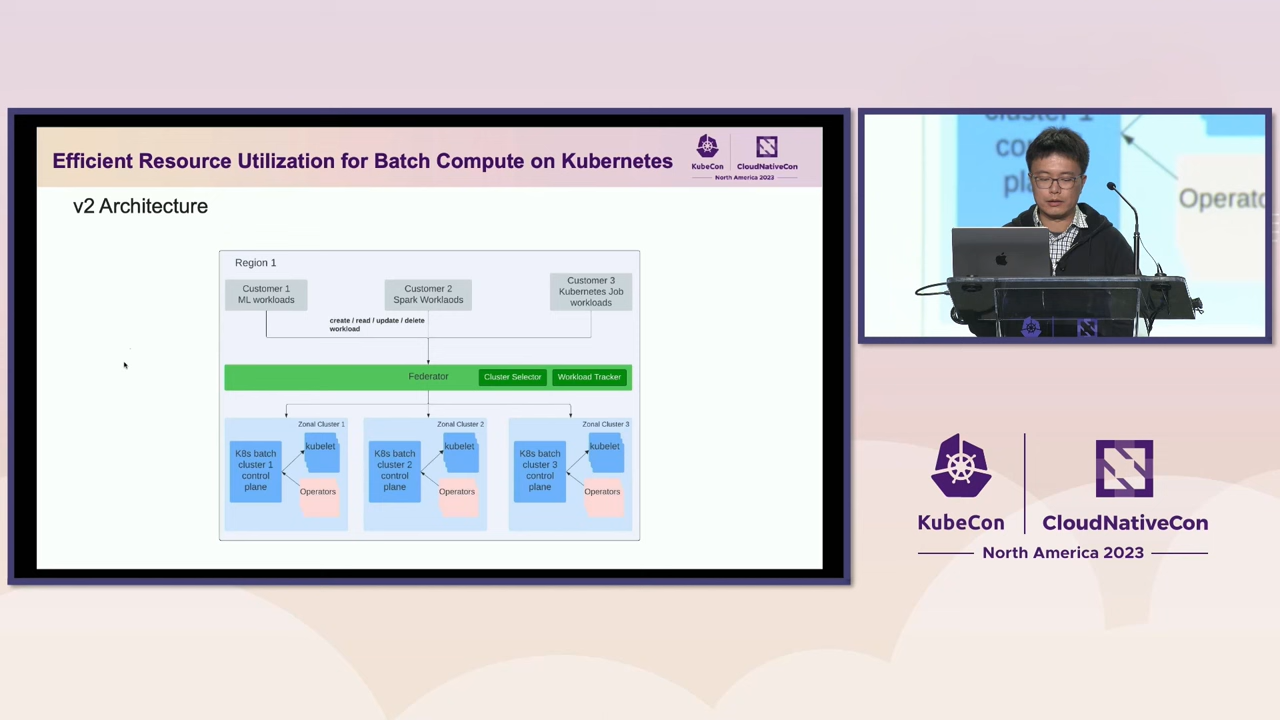 Efficient Resource Utilization for Batch Compute on Kubernetes
KubeCon
CloudNativeCon
North America 2023
v2 Architecture
Region 1
Customer 1
ML workloads
Customer 2
Spark Worklaods
Customer 3
Kubernetes Job
workloads
create / read / update / delete
workload
Federator
Cluster Selector
Workload Tracker
Zonal Cluster 1
K8s batch
cluster 1
control
plane
kubelet
Operators
Zonal Cluster 2
K8s batch
cluster 2
control
plane
kubelet
Operators
Zonal Cluster 3
K8s batch
cluster 3
control
plane
kubelet
Operators
cluster 1
KubeCon
CloudNativeCon
North America 2023